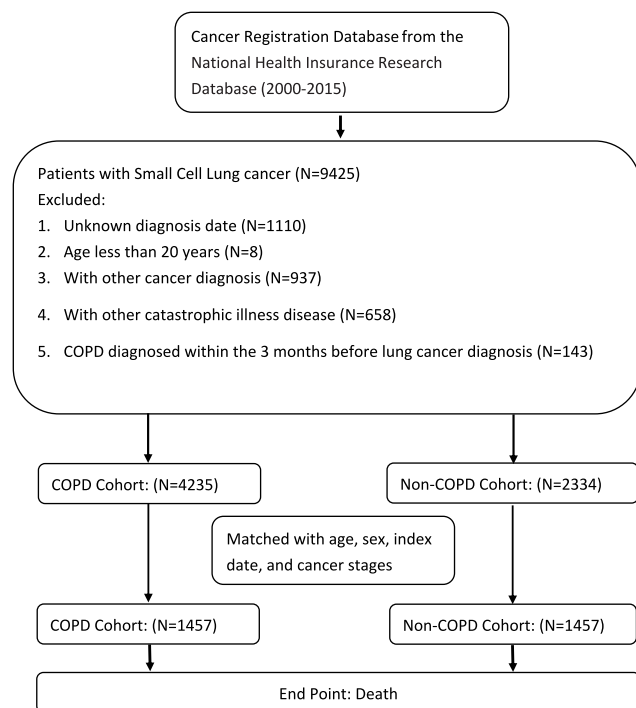 Cancer Registration Database from the
National Health Insurance Research
Database (2000-2015)
Patients with Small Cell Lung cancer (N=9425)
Excluded:
1. Unknown diagnosis date (N=1110)
2. Age less than 20 years (N=8)
3. With other cancer diagnosis (N=937)
4. With other catastrophic illness disease (N=658)
5. COPD diagnosed within the 3 months before lung cancer diagnosis (N=143)
COPD Cohort: (N=4235)
Non-COPD Cohort: (N=2334)
Matched with age, sex, index
date, and cancer stages
COPD Cohort: (N=1457)
Non-COPD Cohort: (N=1457)
End Point: Death